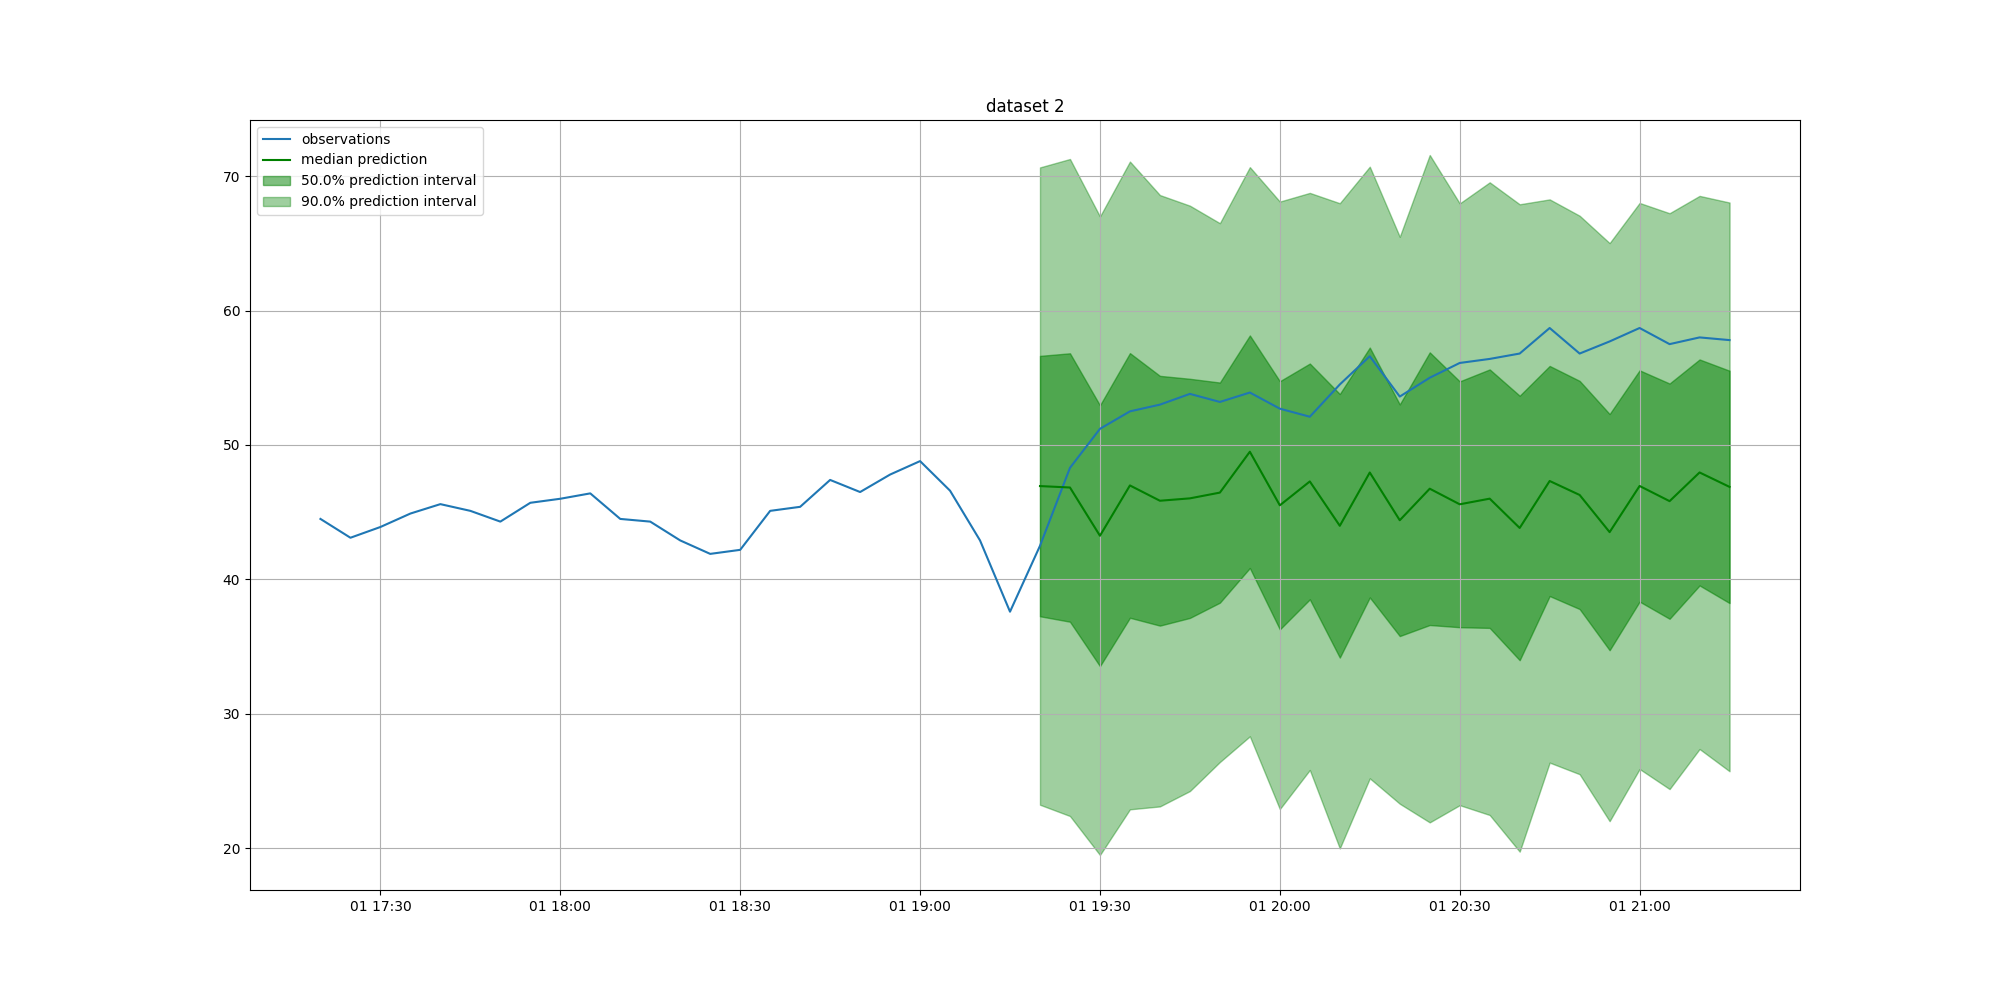 dataset 2
observations
median prediction
50.0% prediction interval
90.0% prediction interval
70
60
50
40
30
20
01 17:30
01 18:00
01 18:30
01 19:00
01 19:30
01 20:00
01 20:30
01 21:00